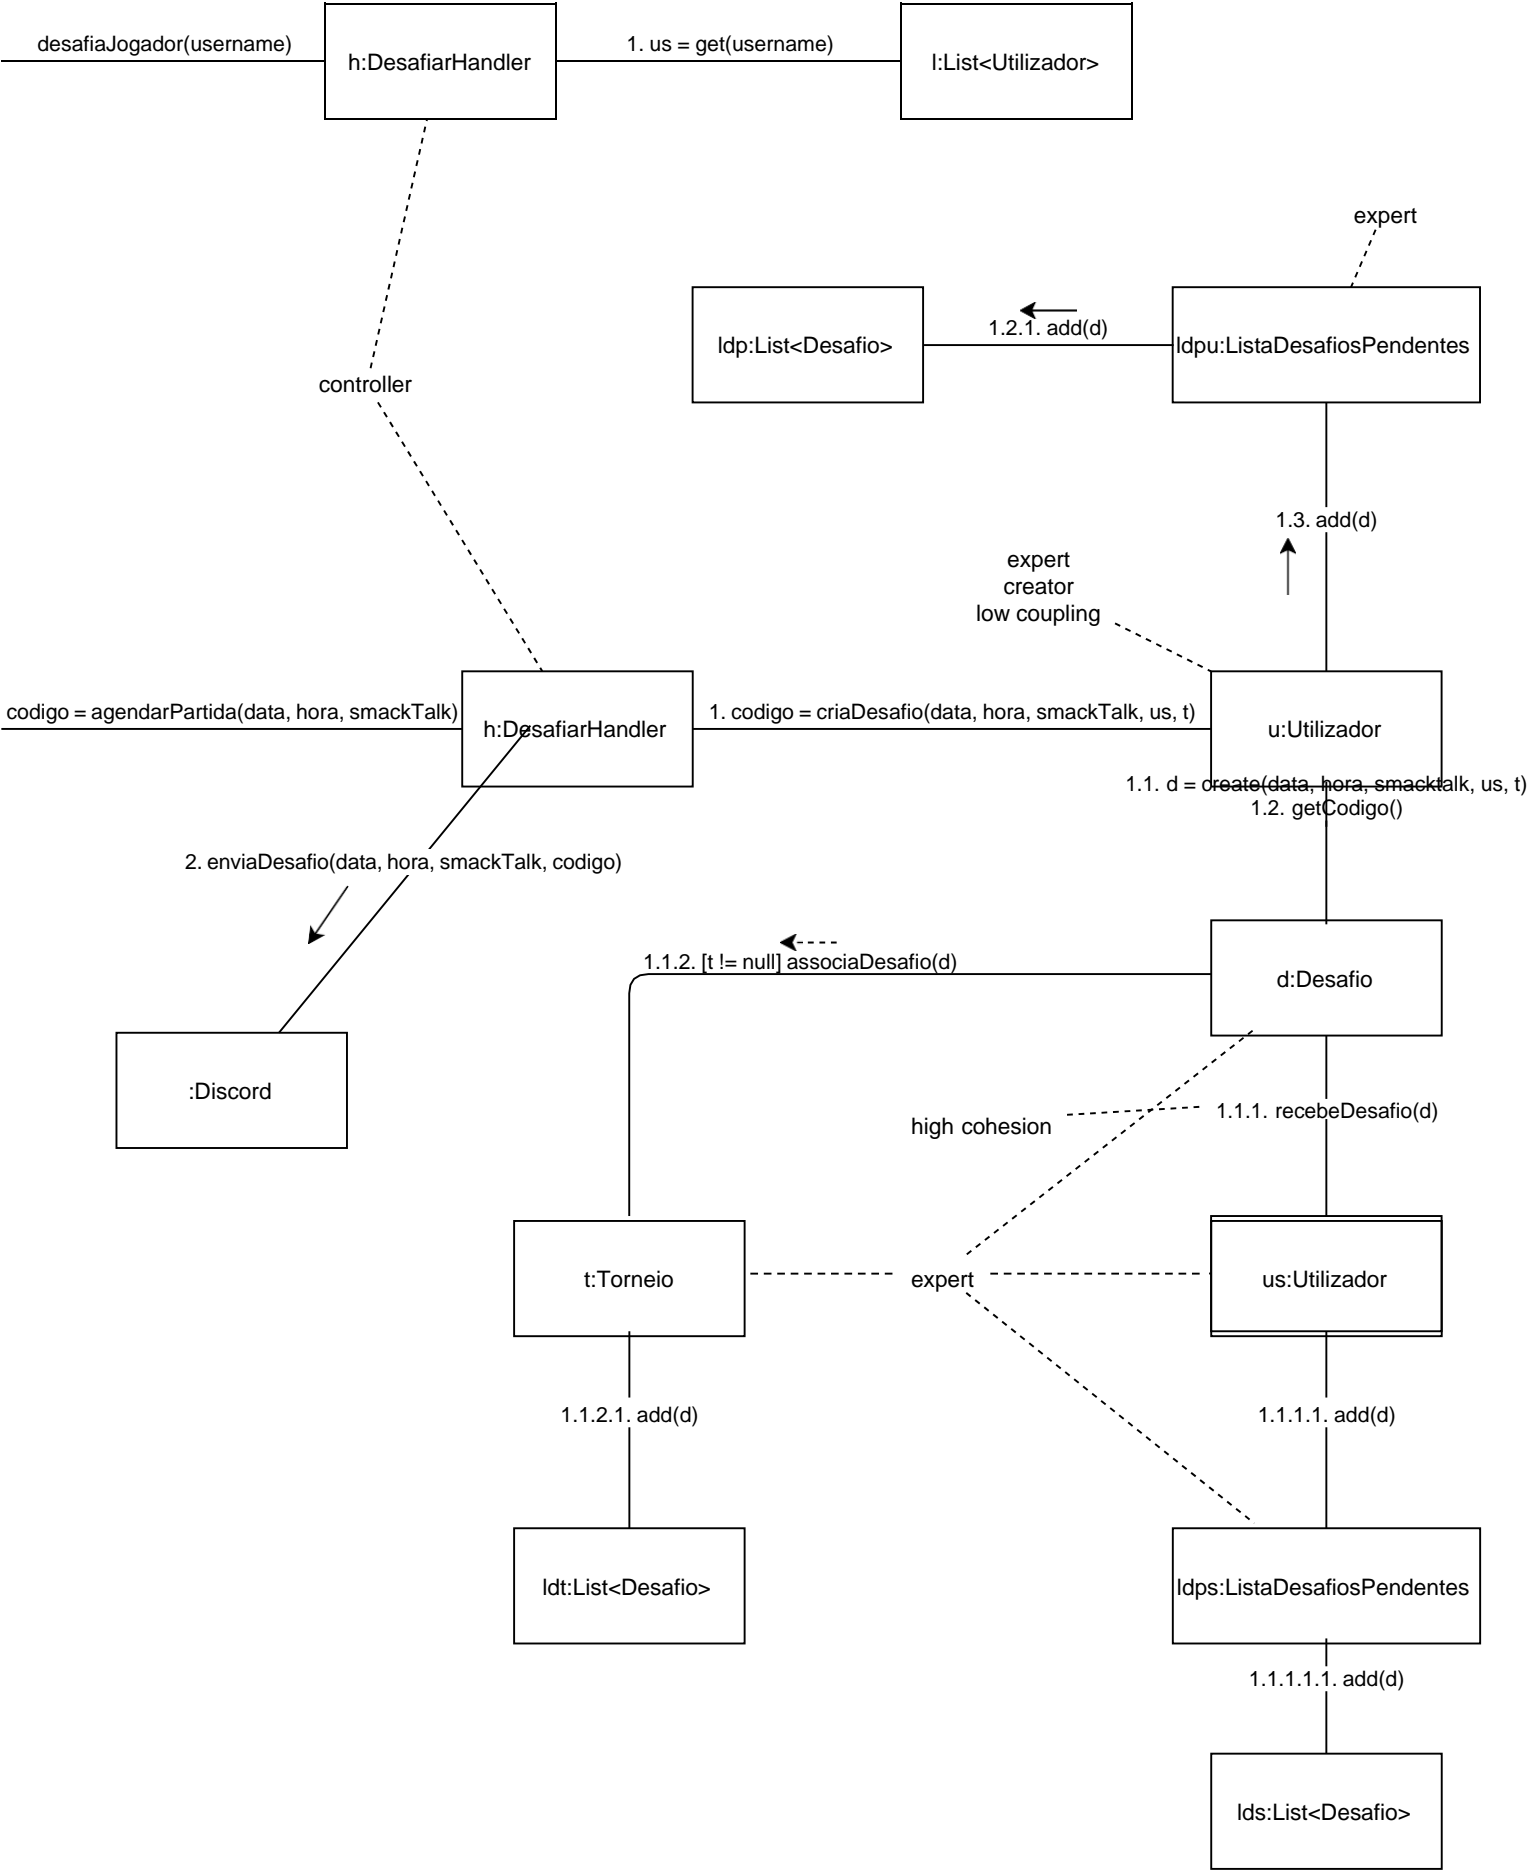 desafiaJogador(username)
h:DesafiarHandler
1. us = get(username)
l:List<Utilizador>
expert
ldp:List<Desafio>
1.2.1. add(d)
ldpu:ListaDesafiosPendentes
controller
1.3. add(d)
expert
creator
low coupling
codigo = agendarPartida(data, hora, smackTalk)
h:DesafiarHandler
1. codigo = criaDesafio(data, hora, smackTalk, us, t)
u:Utilizador
1.1. d = create(data, hora, smacktalk, us, t)
1.2. getCodigo()
2. enviaDesafio(data, hora, smackTalk, codigo)
1.1.2. [t != null] associaDesafio(d)
d:Desafio
:Discord
high cohesion
1.1.1. recebeDesafio(d)
t:Torneio
expert
us:Utilizador
1.1.2.1. add(d)
1.1.1.1. add(d)
ldt:List<Desafio>
ldps:ListaDesafiosPendentes
1.1.1.1.1. add(d)
lds:List<Desafio>